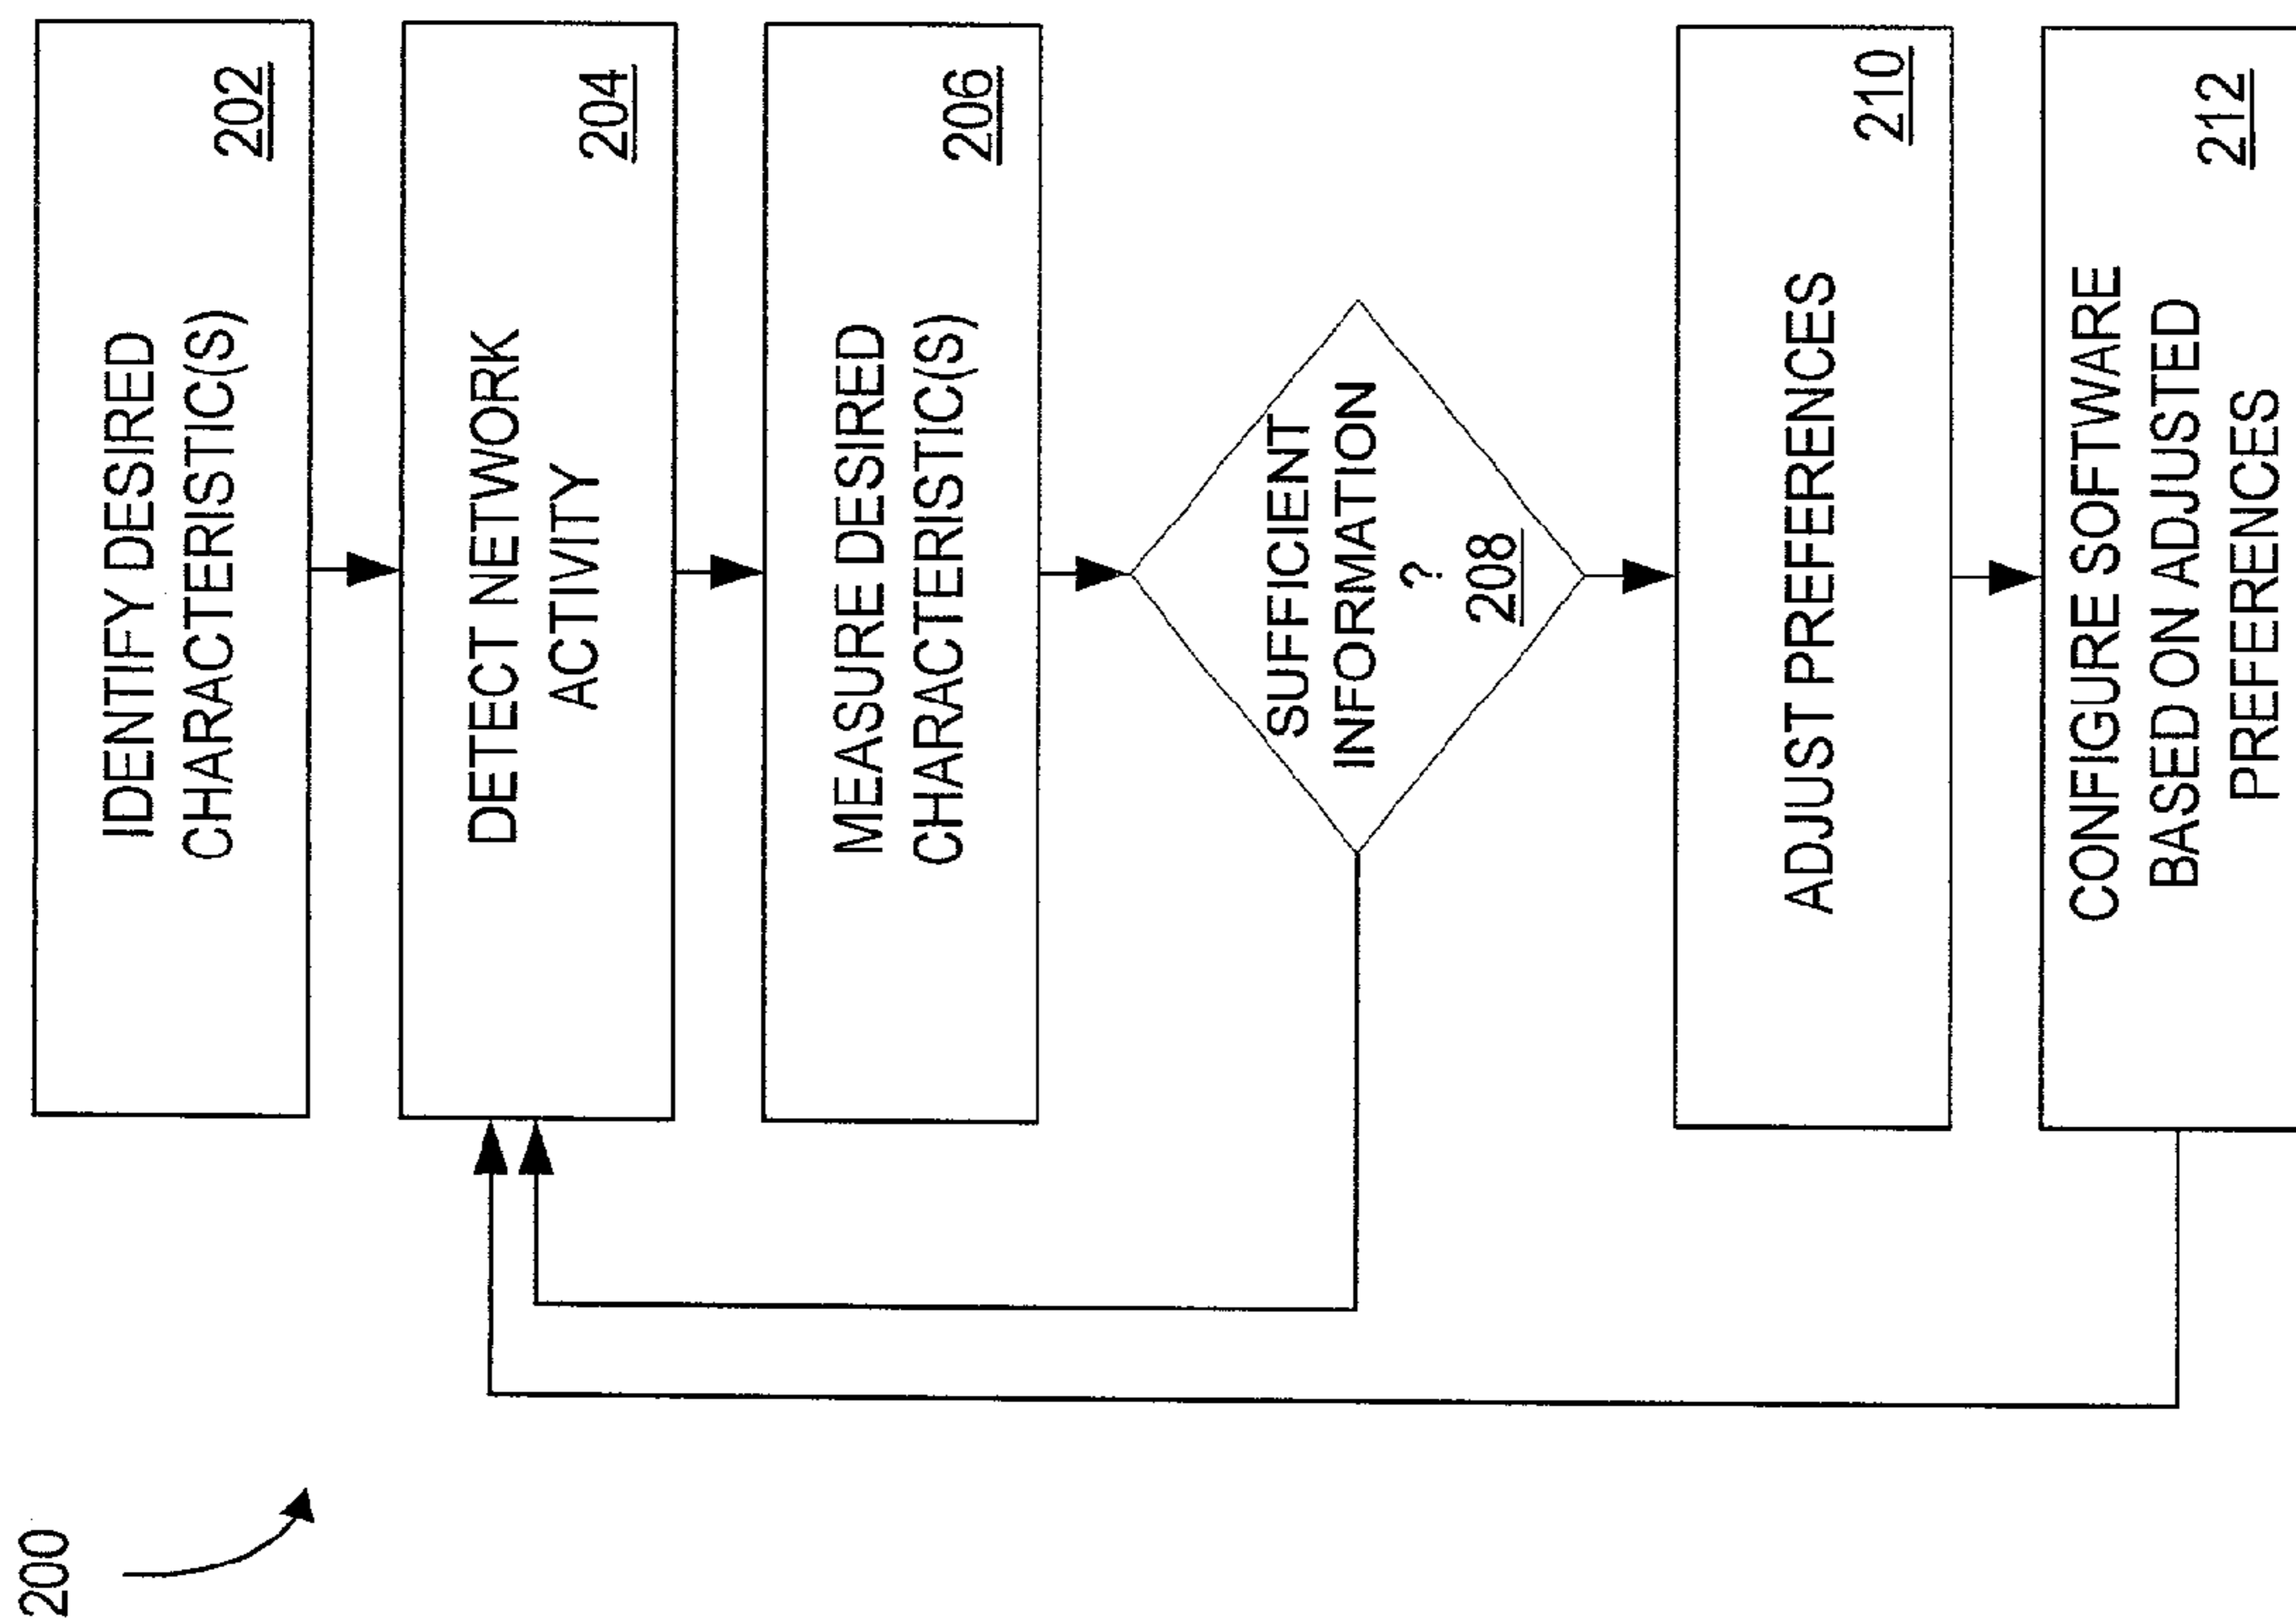 200
IDENTIFY DESIRED
CHARACTERISTIC(S)
202
DETECT NETWORK
ACTIVITY
204
MEASURE DESIRED
CHARACTERISTIC(S)
206
SUFFICIENT
INFORMATION
?
208
ADJUST PREFERENCES
210
CONFIGURE SOFTWARE
BASED ON ADJUSTED
PREFERENCES
212